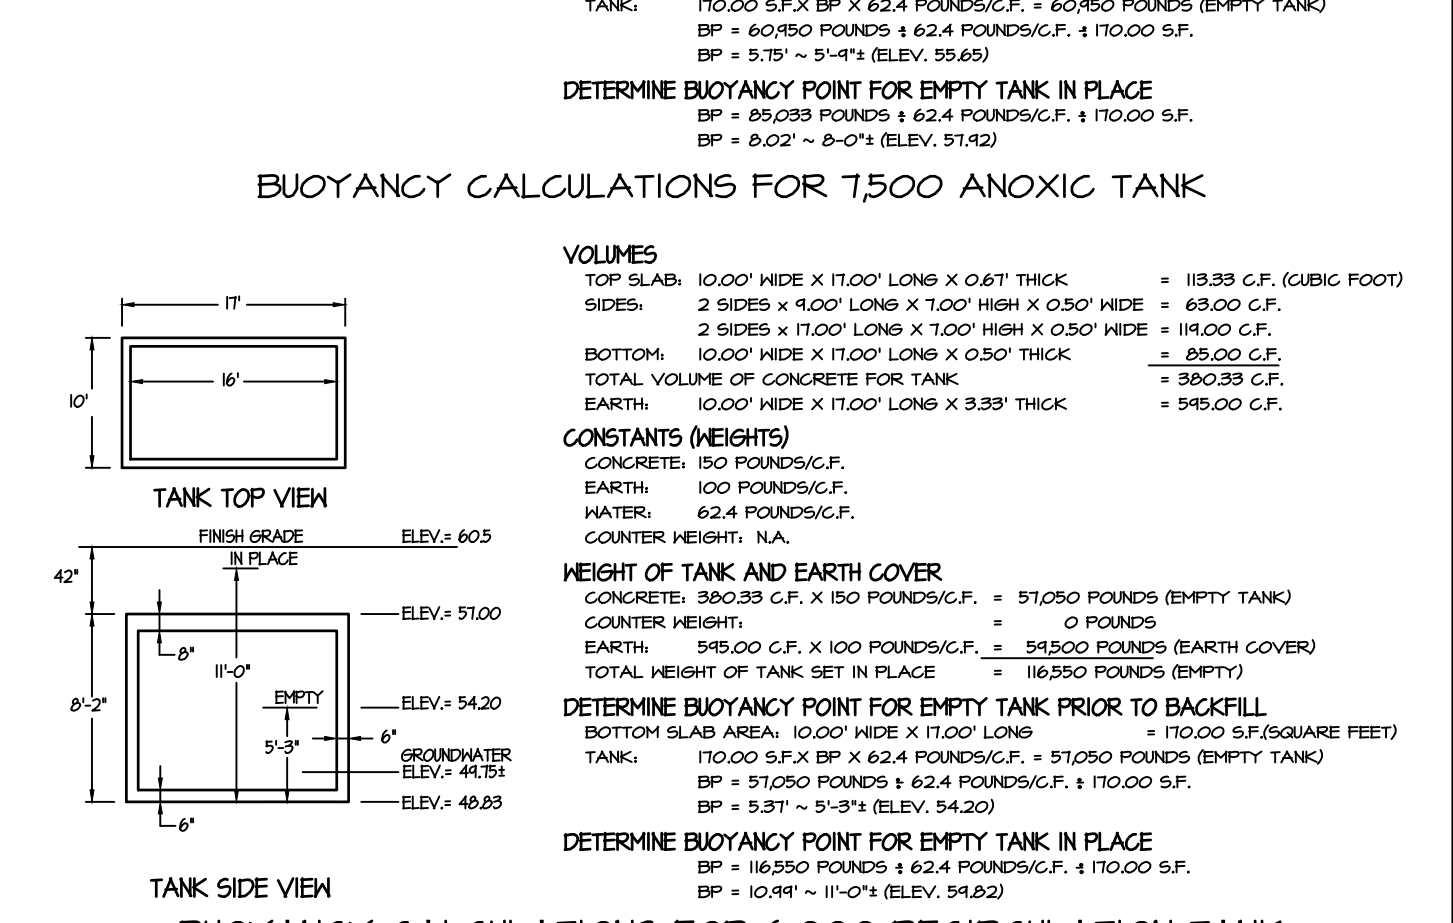 TANK: 170.00 S.F.X BP X 62.4 POUNDS/C.F. = 60,950 POUNDS (EMPTY TANK)
BP = 60,950 POUNDS ÷ 62.4 POUNDS/C.F. ÷ 170.00 S.F.
BP = 5.75' ~ 5'-9"± (ELEV. 55.65)
DETERMINE BUOYANCY POINT FOR EMPTY TANK IN PLACE
BP = 85,033 POUNDS ÷ 62.4 POUNDS/C.F. ÷ 170.00 S.F.
BP = 8.02' ~ 8-0"± (ELEV. 57.92)
BUOYANCY CALCULATIONS FOR 7,500 ANOXIC TANK
17'
16'
10'
TANK TOP VIEW
FINISH GRADE ELEV.= 60.5
IN PLACE
42"
ELEV.= 57.00
8"
11'-0"
8'-2"
EMPTY
ELEV.= 54.20
5'-3"
6"
GROUNDWATER
ELEV.= 49.75±
ELEV.= 48.83
6"
TANK SIDE VIEW
VOLUMES
TOP SLAB: 10.00' WIDE X 17.00' LONG X 0.67' THICK = 113.33 C.F. (CUBIC FOOT)
SIDES: 2 SIDES x 9.00' LONG X 7.00' HIGH X 0.50' WIDE = 63.00 C.F.
2 SIDES x 17.00' LONG X 7.00' HIGH X 0.50' WIDE = 119.00 C.F.
BOTTOM: 10.00' WIDE X 17.00' LONG X 0.50' THICK = 85.00 C.F.
TOTAL VOLUME OF CONCRETE FOR TANK = 380.33 C.F.
EARTH: 10.00' WIDE X 17.00' LONG X 3.33' THICK = 595.00 C.F.
CONSTANTS (WEIGHTS)
CONCRETE: 150 POUNDS/C.F.
EARTH: 100 POUNDS/C.F.
WATER: 62.4 POUNDS/C.F.
COUNTER WEIGHT: N.A.
WEIGHT OF TANK AND EARTH COVER
CONCRETE: 380.33 C.F. X 150 POUNDS/C.F. = 57,050 POUNDS (EMPTY TANK)
COUNTER WEIGHT: = 0 POUNDS
EARTH: 595.00 C.F. X 100 POUNDS/C.F. = 59,500 POUNDS (EARTH COVER)
TOTAL WEIGHT OF TANK SET IN PLACE = 116,550 POUNDS (EMPTY)
DETERMINE BUOYANCY POINT FOR EMPTY TANK PRIOR TO BACKFILL
BOTTOM SLAB AREA: 10.00' WIDE X 17.00' LONG = 170.00 S.F.(SQUARE FEET)
TANK: 170.00 S.F.X BP X 62.4 POUNDS/C.F. = 57,050 POUNDS (EMPTY TANK)
BP = 57,050 POUNDS ÷ 62.4 POUNDS/C.F. ÷ 170.00 S.F.
BP = 5.37' ~ 5'-3"± (ELEV. 54.20)
DETERMINE BUOYANCY POINT FOR EMPTY TANK IN PLACE
BP = 116,550 POUNDS ÷ 62.4 POUNDS/C.F. ÷ 170.00 S.F.
BP = 10.99' ~ 11'-0"± (ELEV. 59.82)